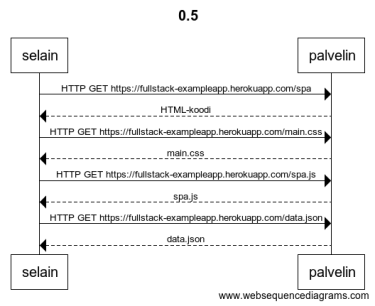 0.5
selain
palvelin
HTTP GET https://fullstack-exampleapp.herokuapp.com/spa
HTML-koodi
HTTP GET https://fullstack-exampleapp.herokuapp.com/main.css
main.css
HTTP GET https://fullstack-exampleapp.herokuapp.com/spa.js
spa.js
HTTP GET https://fullstack-exampleapp.herokuapp.com/data.json
data.json
selain
palvelin
www.websequencediagrams.com